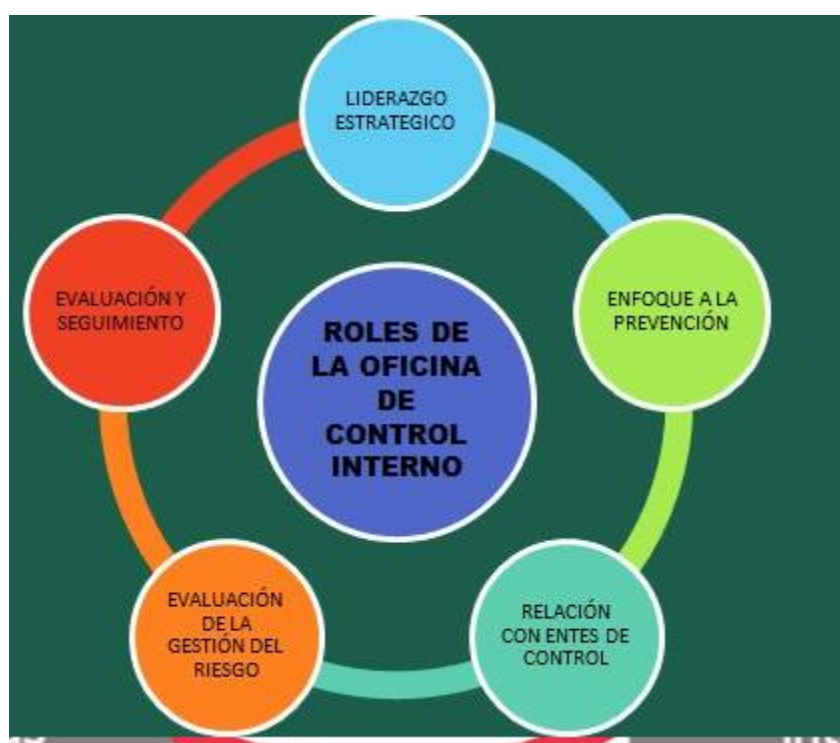 LIDERAZGO
ESTRATEGICO
ENFOQUE A LA
PREVENCIÓN
RELACIÓN
CON ENTES DE
CONTROL
EVALUACIÓN
DE LA
GESTIÓN DEL
RIESGO
EVALUACIÓN Y
SEGUIMIENTO
ROLES DE
LA OFICINA
DE
CONTROL
INTERNO